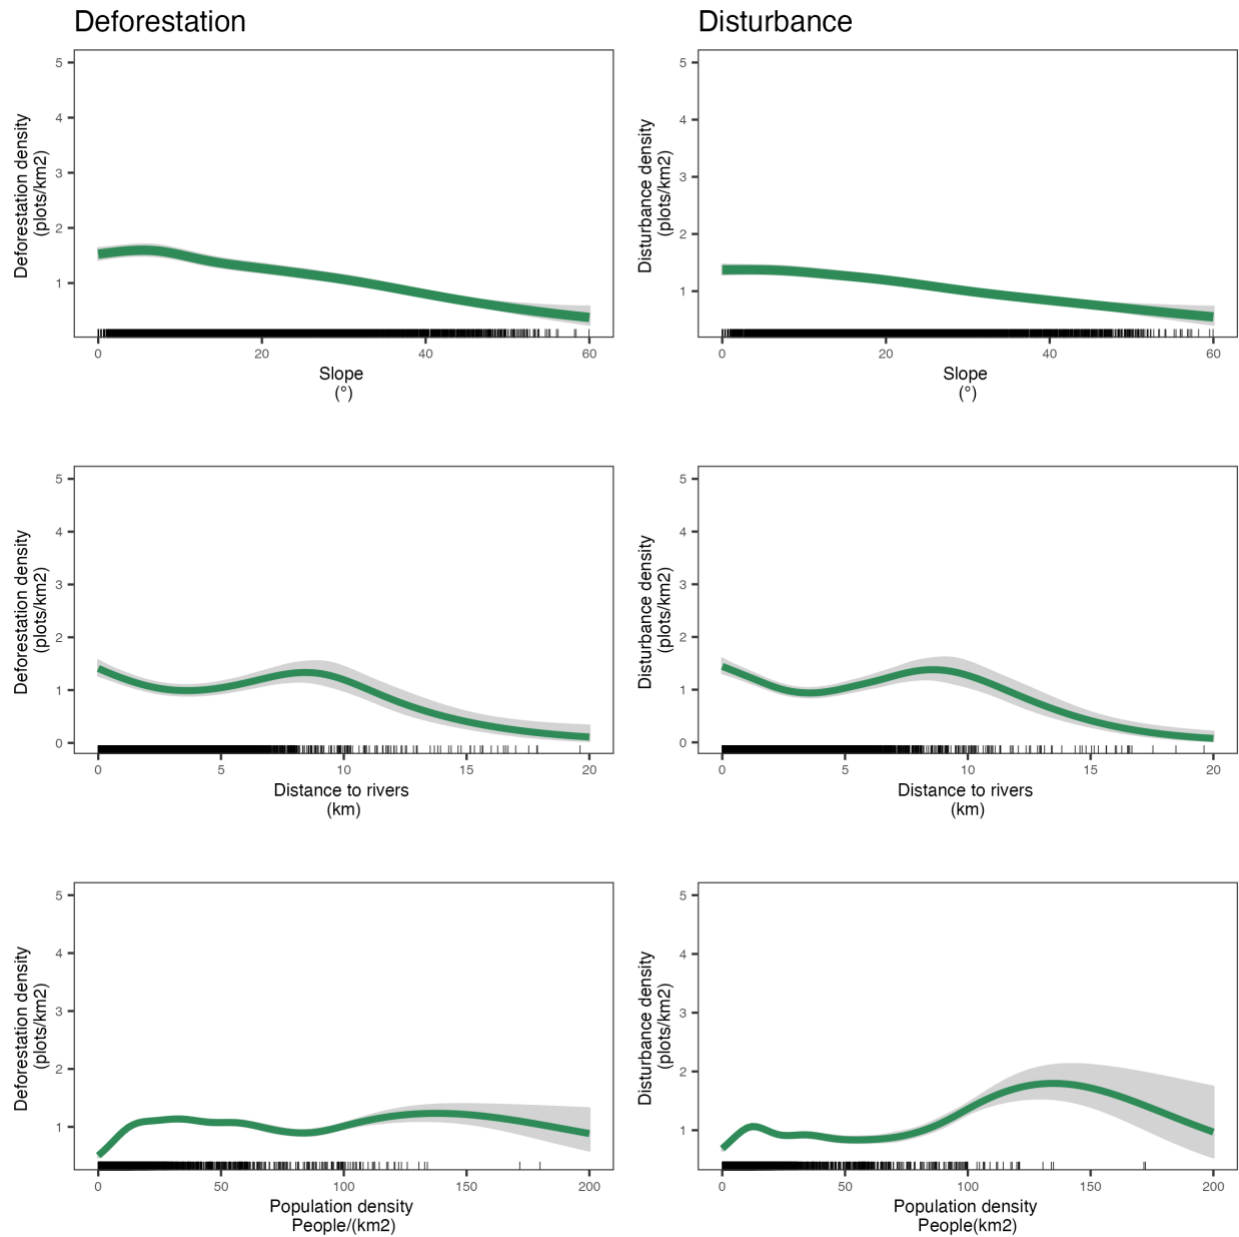 Deforestation
Disturbance
Deforestation density
(plots/km2)
5
4
3
2
1
0
20
40
60
Slope
(°)
Disturbance density
(plots/km2)
5
4
3
2
1
0
20
40
60
Slope
(°)
Deforestation density
(plots/km2)
5
4
3
2
1
0
0
5
10
15
20
Distance to rivers
(km)
Disturbance density
(plots/km2)
5
4
3
2
1
0
0
5
10
15
20
Distance to rivers
(km)
Deforestation density
(plots/km2)
5
4
3
2
1
0
50
100
150
200
Population density
People/(km2)
Disturbance density
(plots/km2)
5
4
3
2
1
0
50
100
150
200
Population density
People(km2)